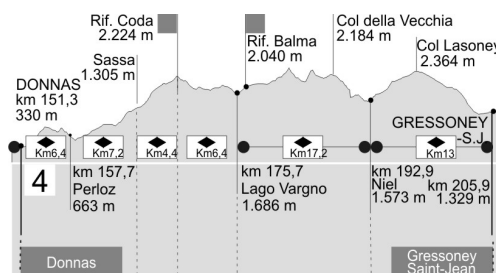 Rif. Coda
2.224 m
Sassa
1.305 m
DONNAS
km 151,3
330 m
Rif. Balma
2.040 m
Col della Vecchia
2.184 m
Col Lasoney
2.364 m
GRESSONEY
-S.J.
Km6,4
Km7,2
Km4,4
Km6,4
Km17,2
Km13
4
km 157,7
Perloz
663 m
km 175,7
Lago Vargno
1.686 m
km 192,9
Niel
1.573 m
km 205,9
1.329 m
Donnas
Gressoney
Saint-Jean